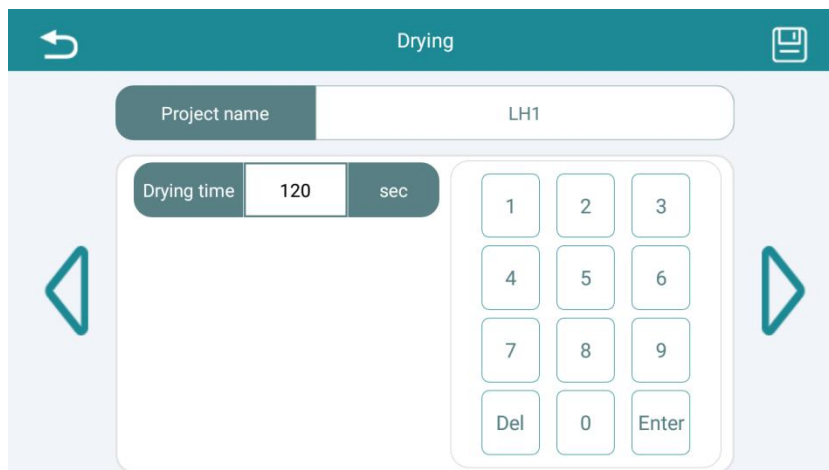 Drying
Project name LH1
Drying time 120 sec
1 2 3
4 5 6
7 8 9
Del 0 Enter